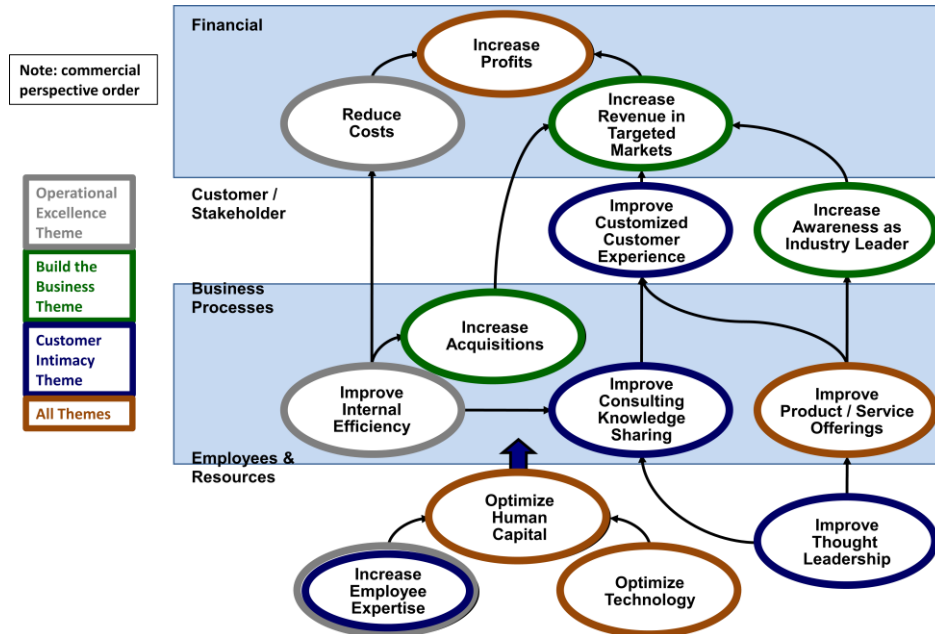 Financial
Increase
Profits
Note: commercial
perspective order
Reduce
Costs
Increase
Revenue in
Targeted
Markets
Operational
Excellence
Theme
Build the
Business
Theme
Customer
Intimacy
Theme
All Themes
Customer /
Stakeholder
Improve
Customized
Customer
Experience
Increase
Awareness as
Industry Leader
Business
Processes
Increase
Acquisitions
Improve
Internal
Efficiency
Improve
Consulting
Knowledge
Sharing
Improve
Product / Service
Offerings
Employees &
Resources
Optimize
Human
Capital
Improve
Thought
Leadership
Increase
Employee
Expertise
Optimize
Technology